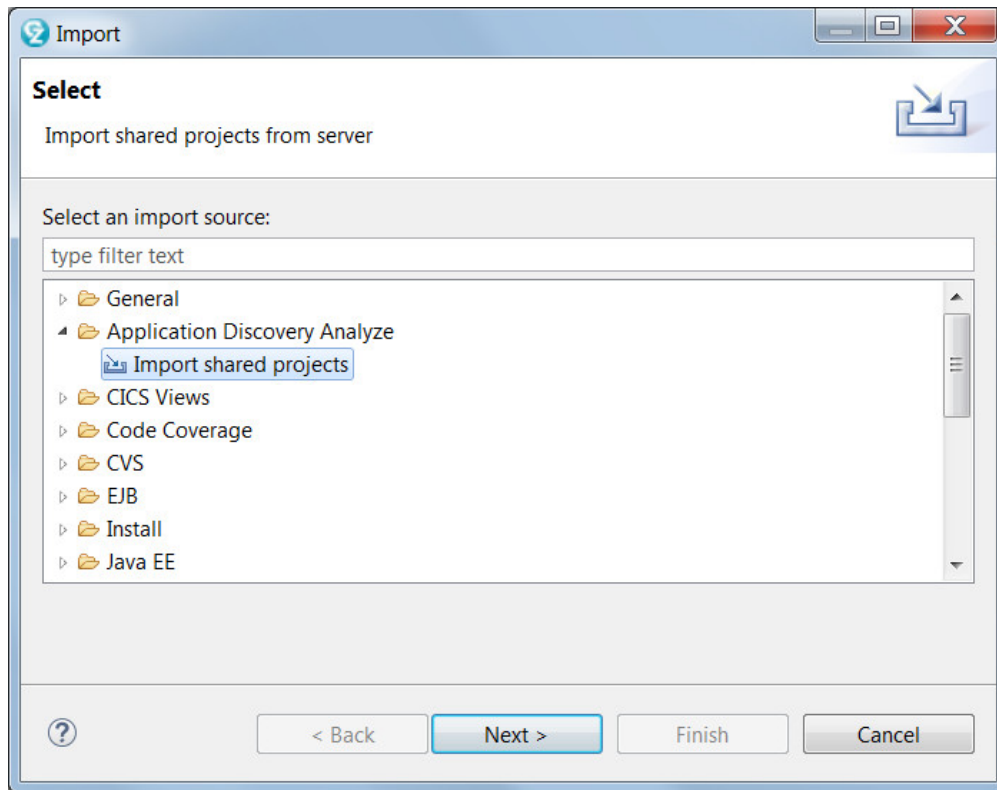 Import
Select
Import shared projects from server
Select an import source:
type filter text
General
Application Discovery Analyze
Import shared projects
CICS Views
Code Coverage
CVS
EJB
Install
Java EE
? < Back Next > Finish Cancel